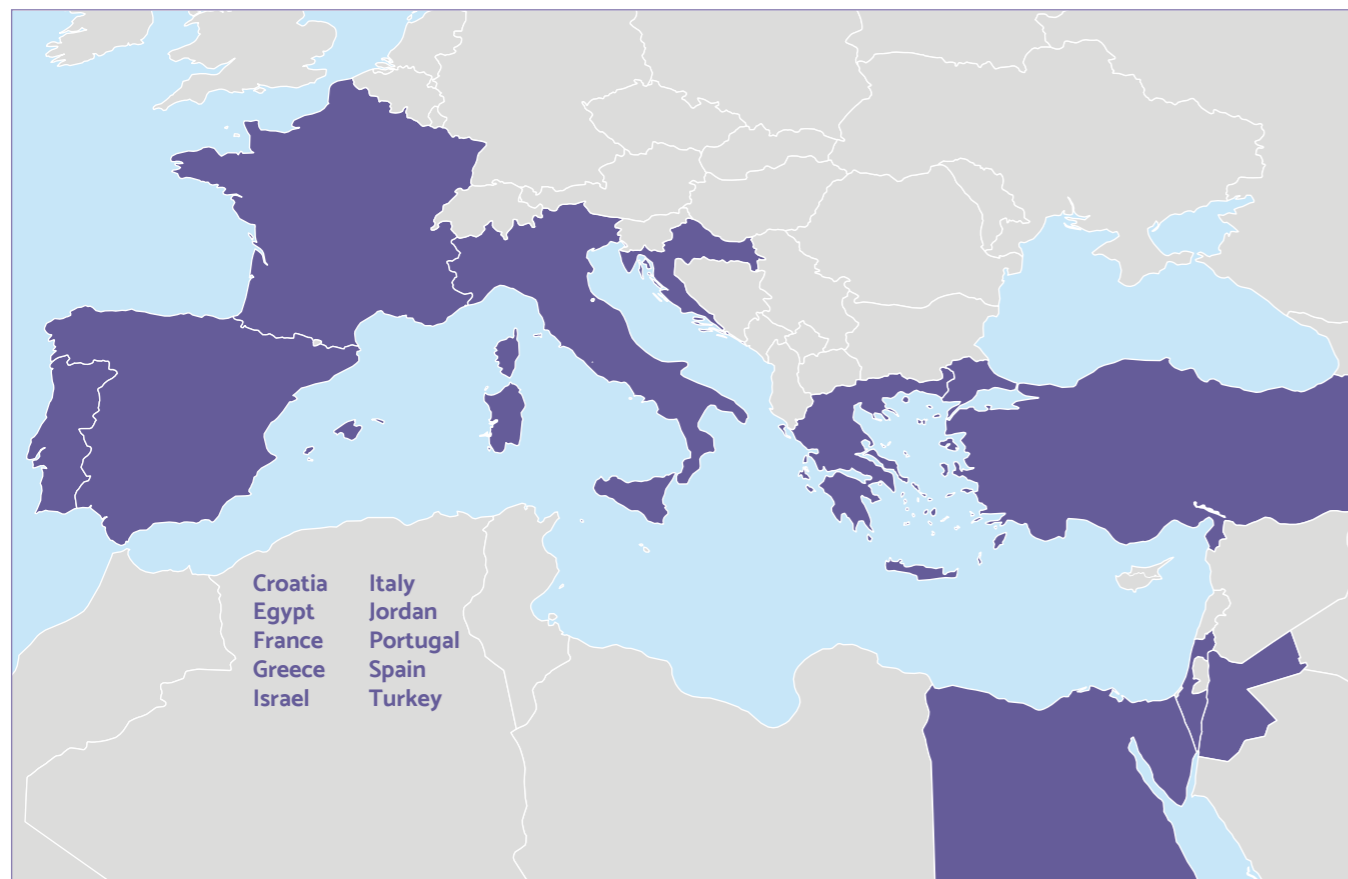 Croatia
Egypt
France
Greece
Israel
Italy
Jordan
Portugal
Spain
Turkey